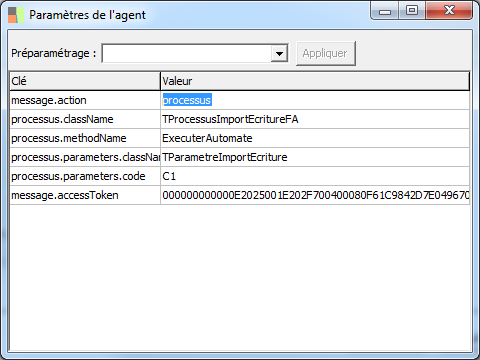 Paramètres de l'agent
Préparamétrage : Appliquer
Clé Valeur
message.action processus
processus.className TProcessusImportEcritureFA
processus.methodName ExecuterAutomate
processus.parameters.classNam TParametreImportEcriture
processus.parameters.code C1
message.accessToken 000000000000E2025001E202F700400080F61C9842D7E049670